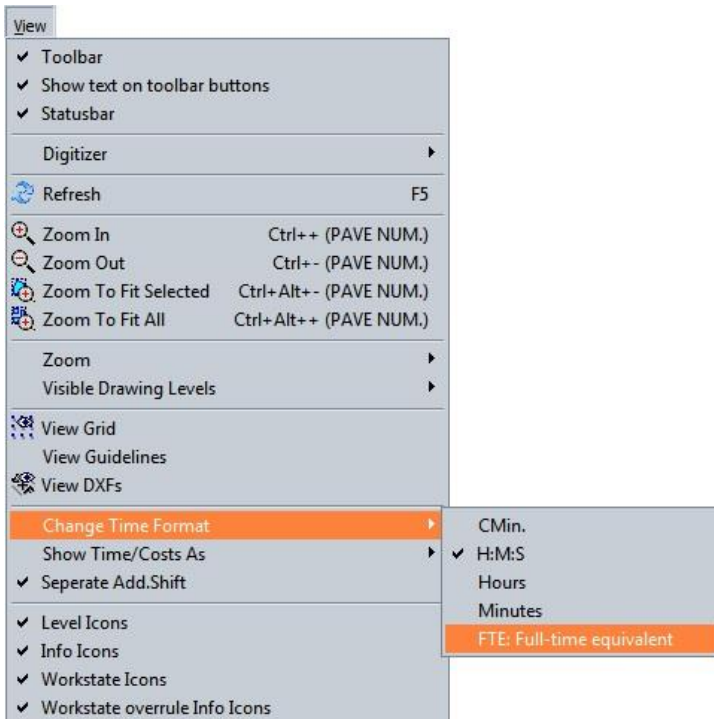 View
Toolbar
Show text on toolbar buttons
Statusbar
Digitizer
Refresh F5
Zoom In Ctrl++ (PAVE NUM.)
Zoom Out Ctrl+- (PAVE NUM.)
Zoom To Fit Selected Ctrl+Alt+- (PAVE NUM.)
Zoom To Fit All Ctrl+Alt++ (PAVE NUM.)
Zoom
Visible Drawing Levels
View Grid
View Guidelines
View DXFs
Change Time Format
Show Time/Costs As
Seperate Add.Shift
Level Icons
Info Icons
Workstate Icons
Workstate overrule Info Icons
CMin.
H:M:S
Hours
Minutes
FTE: Full-time equivalent